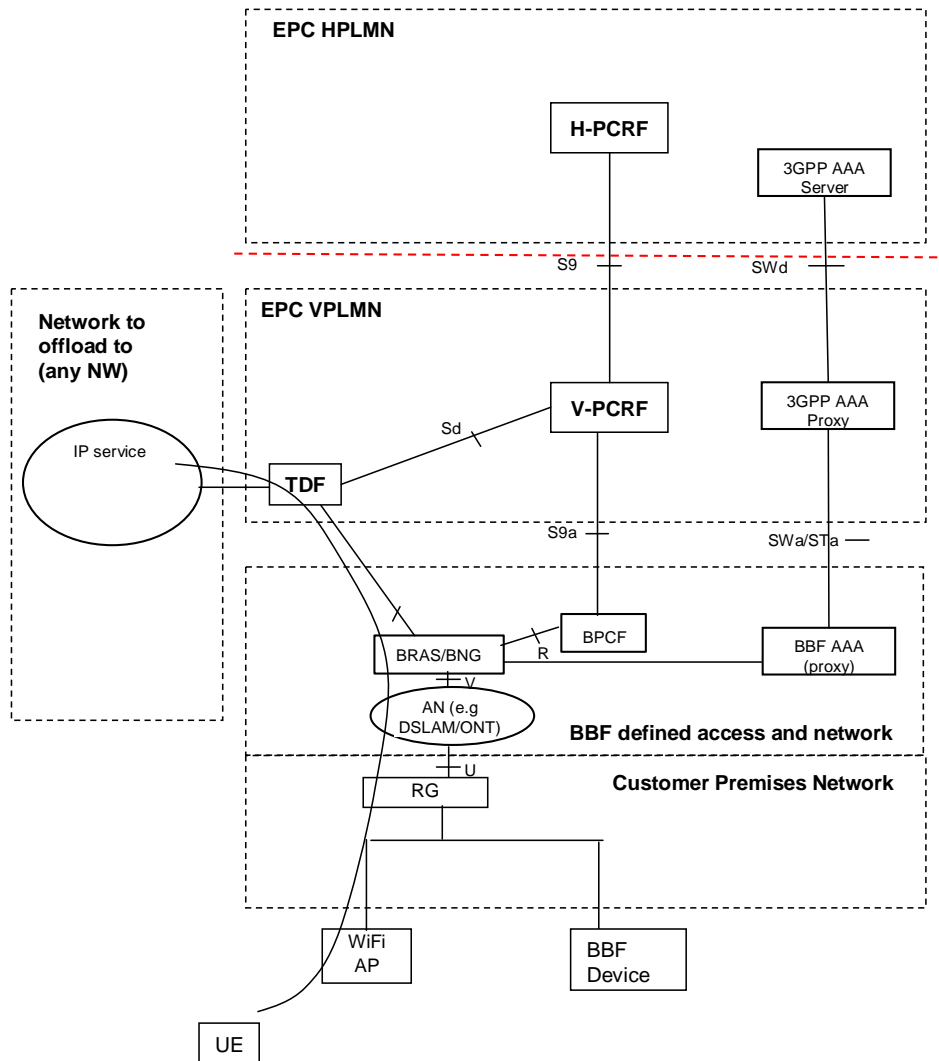 EPC HPLMN
H-PCRF
3GPP AAA
Server
S9
SWd
Network to
offload to
(any NW)
EPC VPLMN
V-PCRF
3GPP AAA
Proxy
Sd
IP service
TDF
S9a
SWa/STa
BPCF
BRAS/BNG
R
BBF AAA
(proxy)
V
AN (e.g
DSLAM/ONT)
BBF defined access and network
U
RG
Customer Premises Network
WiFi
AP
BBF
Device
UE